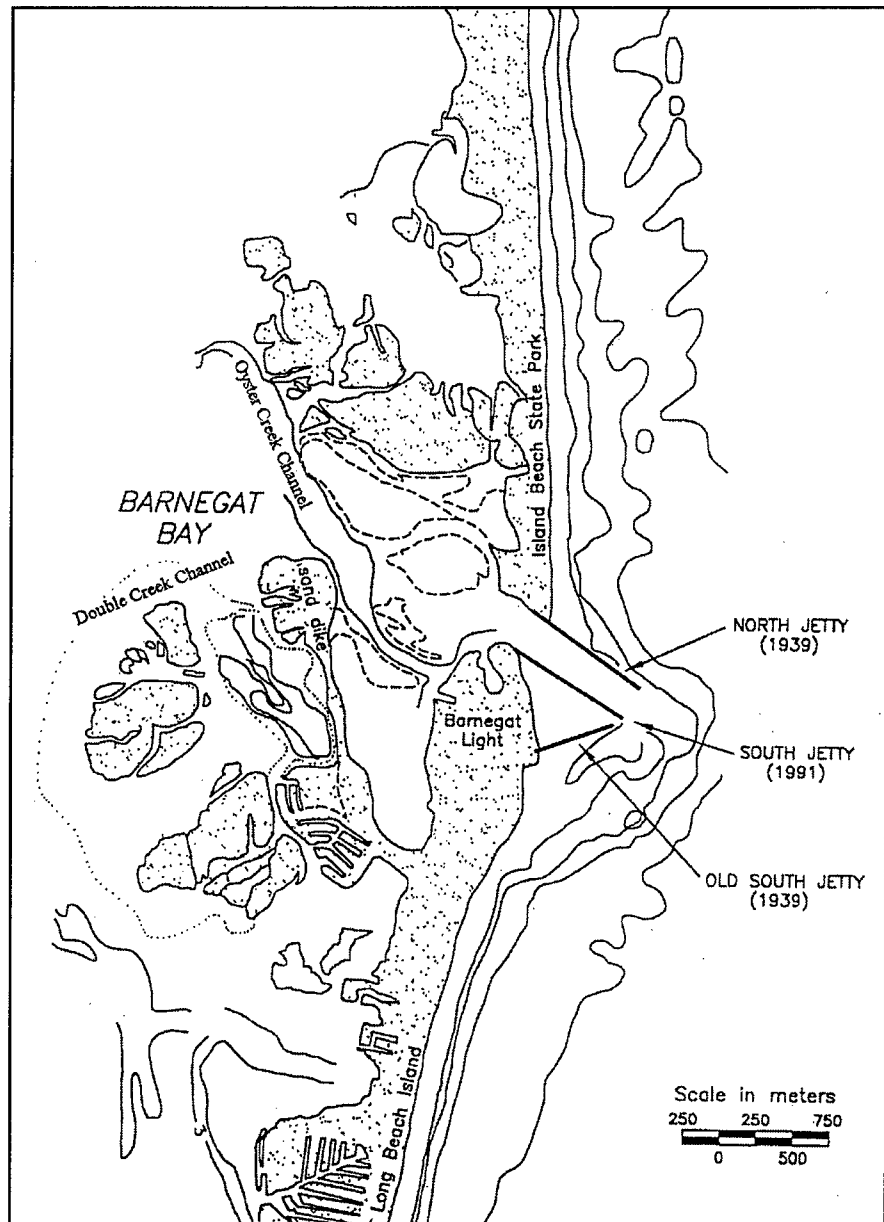 Island Beach State Park
Oyster Creek Channel
BARNEGAT
BAY
Double Creek Channel
sand dike
NORTH JETTY
(1939)
Barnegat
Light
SOUTH JETTY
(1991)
OLD SOUTH JETTY
(1939)
Long Beach Island
3
Scale in meters
250 250 750
0 500